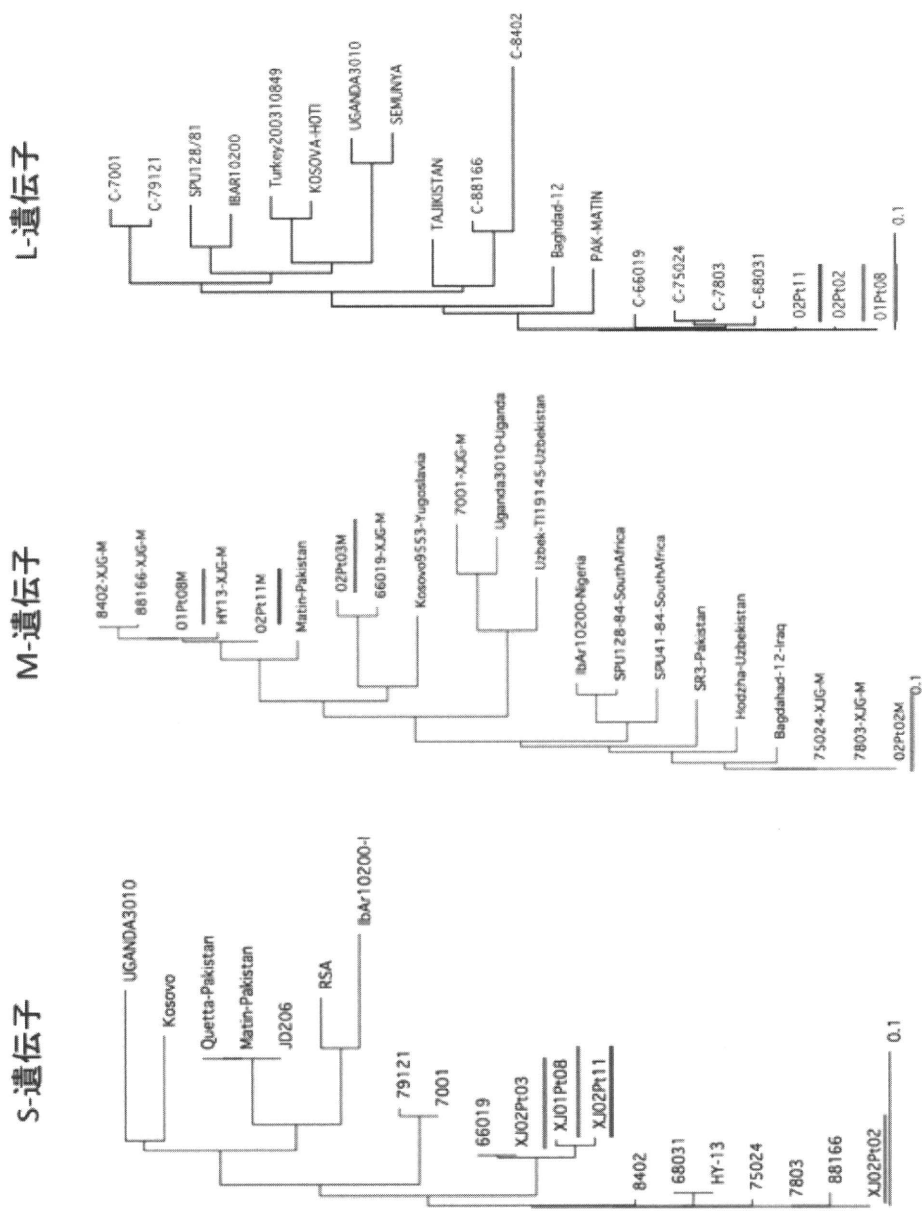 S-遺伝子
UGANDA3010
Kosovo
Quetta-Pakistan
Matin-Pakistan
JD206
RSA
IbAr10200-I
79121
7001
66019
XJ02Pt03
XJ01Pt08
XJ02Pt11
8402
68031
HY-13
75024
7803
88166
XJ02Pt02
0.1
M-遺伝子
8402-XJG-M
88166-XJG-M
01Pt08M
HY13-XJG-M
02Pt11M
Matin-Pakistan
02Pt03M
66019-XJG-M
Kosovo9553-Yugoslavia
7001-XJG-M
Uganda3010-Uganda
Uzbek-TI19145-Uzbekistan
IbAr10200-Nigeria
SPU128-84-SouthAfrica
SPU41-84-SouthAfrica
SR3-Pakistan
Hodzha-Uzbekistan
Bagdahad-12-Iraq
75024-XJG-M
7803-XJG-M
02Pt02M
0.1
L-遺伝子
C-7001
C-79121
SPU128/81
IBAR10200
Turkey200310849
KOSOVA-HOTI
UGANDA3010
SEMUNYA
TAJIKISTAN
C-88166
C-8402
Baghdad-12
PAK-MATIN
C-66019
C-75024
C-7803
C-68031
02Pt11
02Pt02
01Pt08
0.1